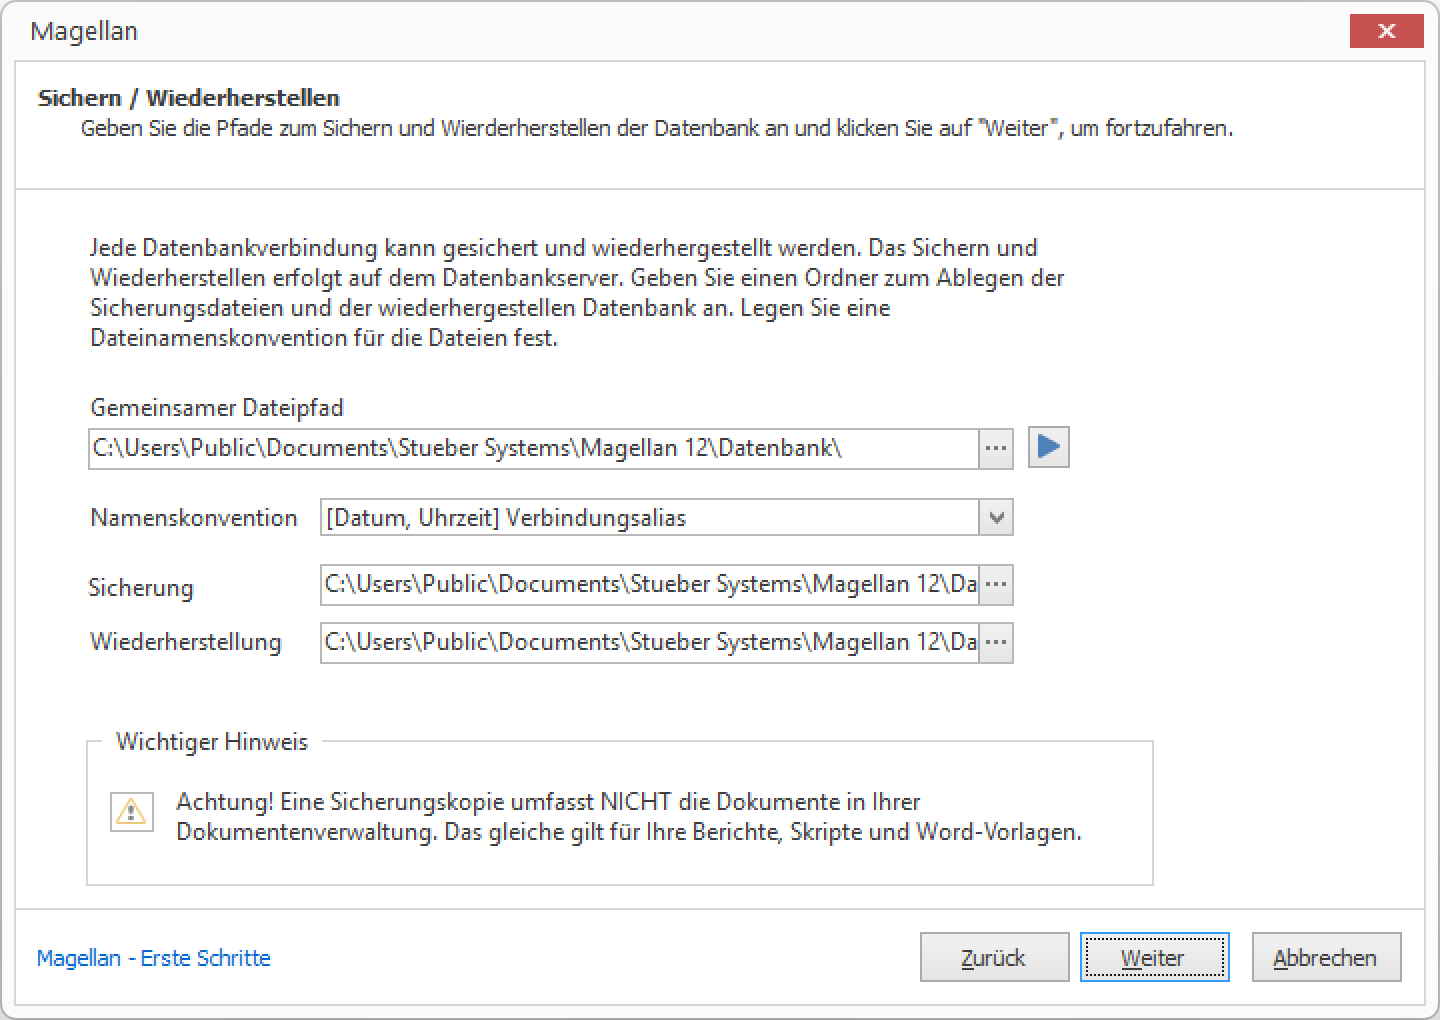 Magellan
Sichern / Wiederherstellen
Geben Sie die Pfade zum Sichern und Wierderherstellen der Datenbank an und klicken Sie auf "Weiter", um fortzufahren.
Jede Datenbankverbindung kann gesichert und wiederhergestellt werden. Das Sichern und
Wiederherstellen erfolgt auf dem Datenbankserver. Geben Sie einen Ordner zum Ablegen der
Sicherungsdateien und der wiederhergestellen Datenbank an. Legen Sie eine
Dateinamenskonvention für die Dateien fest.
Gemeinsamer Dateipfad
C:\Users\Public\Documents\Stueber Systems\Magellan 12\Datenbank\
Namenskonvention [Datum, Uhrzeit] Verbindungsalias
Sicherung C:\Users\Public\Documents\Stueber Systems\Magellan 12\Da
Wiederherstellung C:\Users\Public\Documents\Stueber Systems\Magellan 12\Da
Wichtiger Hinweis
Achtung! Eine Sicherungskopie umfasst NICHT die Dokumente in Ihrer
Dokumentenverwaltung. Das gleiche gilt für Ihre Berichte, Skripte und Word-Vorlagen.
Magellan - Erste Schritte Zurück Weiter Abbrechen